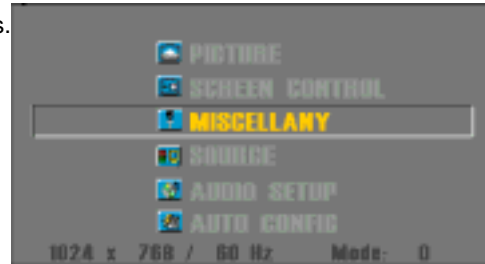 s.
PICTURE
SCREEN CONTROL
MISCELLANY
SOURCE
AUDIO SETUP
AUTO CONFIG
1024 x 768 / 60 Hz Mode: 0